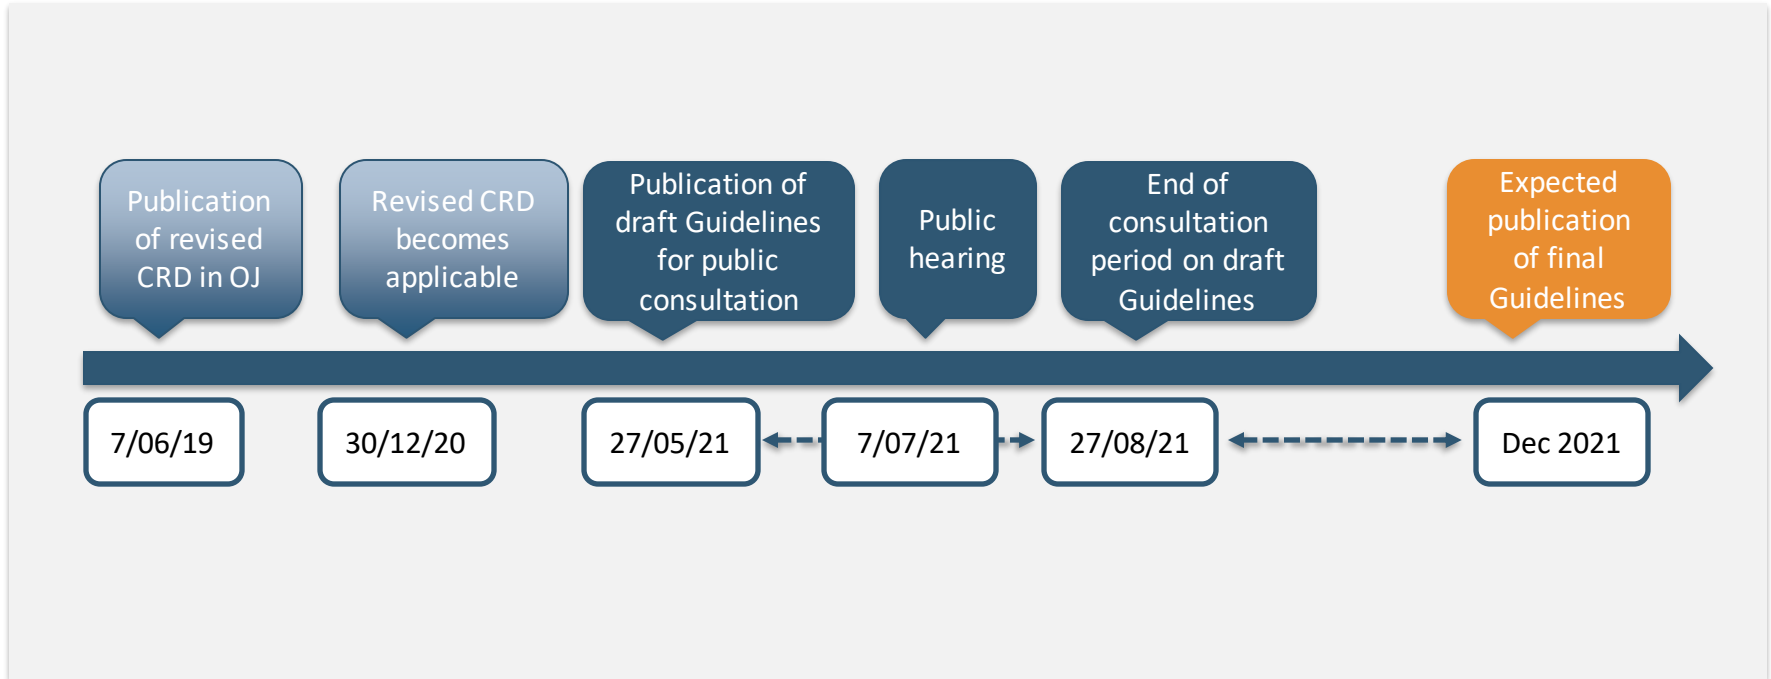 Publication
of revised
CRD in OJ
Revised CRD
becomes
applicable
Publication of
draft Guidelines
for public
consultation
Public
hearing
End of
consultation
period on draft
Guidelines
Expected
publication
of final
Guidelines
7/06/19
30/12/20
27/05/21
7/07/21
27/08/21
Dec 2021